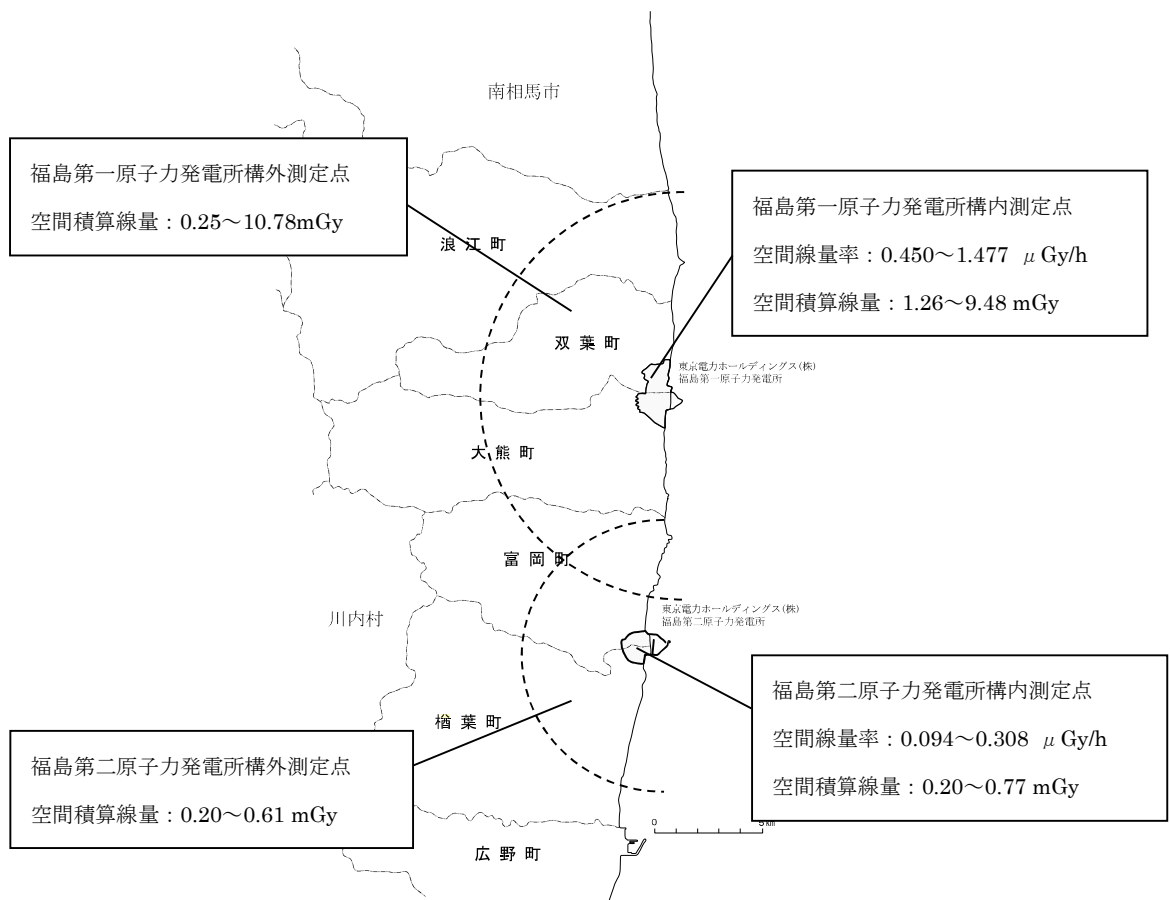 南相馬市
福島第一原子力発電所構外測定点
空間積算線量：0.25～10.78mGy
福島第一原子力発電所構内測定点
空間線量率：0.450～1.477 μGy/h
空間積算線量：1.26～9.48 mGy
浪江町
双葉町
東京電力ホールディングス(株)
福島第一原子力発電所
大熊町
富岡町
川内村
東京電力ホールディングス(株)
福島第二原子力発電所
福島第二原子力発電所構内測定点
空間線量率：0.094～0.308 μGy/h
空間積算線量：0.20～0.77 mGy
楢葉町
福島第二原子力発電所構外測定点
空間積算線量：0.20～0.61 mGy
0 5km
広野町